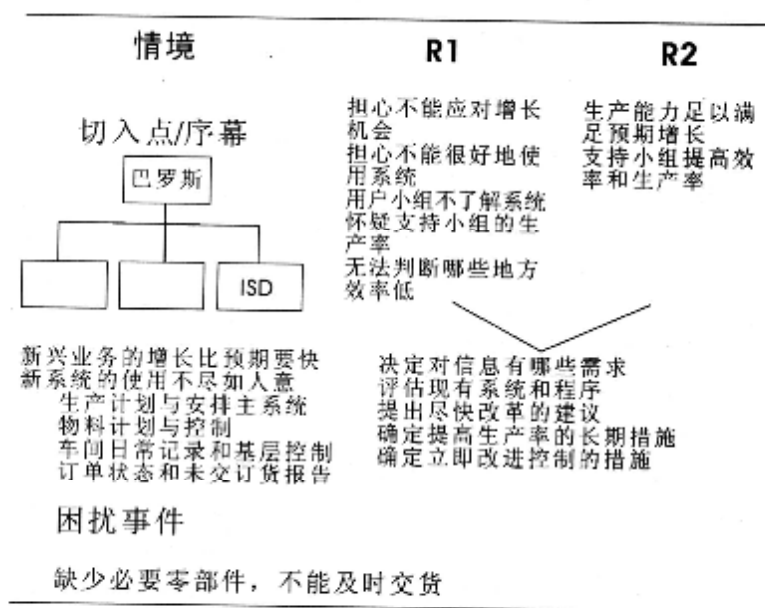 情境
R1
R2
切入点/序幕
巴罗斯
ISD
新兴业务的增长比预期要快
新系统的使用不尽如人意
生产计划与安排主系统
物料计划与控制
车间日常记录和基层控制
订单状态和未交订货报告
困扰事件
缺少必要零部件，不能及时交货
担心不能应对增长
机会
担心不能很好地使
用系统
用户小组不了解系统
怀疑支持小组的生
产率
无法判断哪些地方
效率低
生产能力足以满
足预期增长
支持小组提高效
率和生产率
决定对信息有哪些需求
评估现有系统和程序
提出尽快改革的建议
确定提高生产率的长期措施
确定立即改进控制的措施